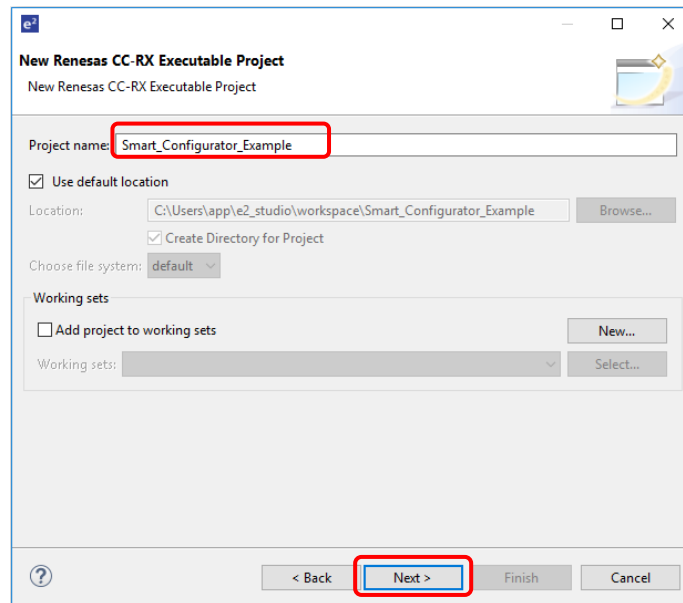 e²
New Renesas CC-RX Executable Project
New Renesas CC-RX Executable Project
Project name: Smart_Configurator_Example
Use default location
Location: C:\Users\app\e2_studio\workspace\Smart_Configurator_Example Browse...
Create Directory for Project
Choose file system: default
Working sets
Add project to working sets New...
Working sets: Select...
? < Back Next > Finish Cancel